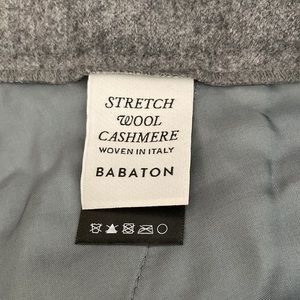 STRETCH
WOOL
CASHMERE
WOVEN IN ITALY
BABATON